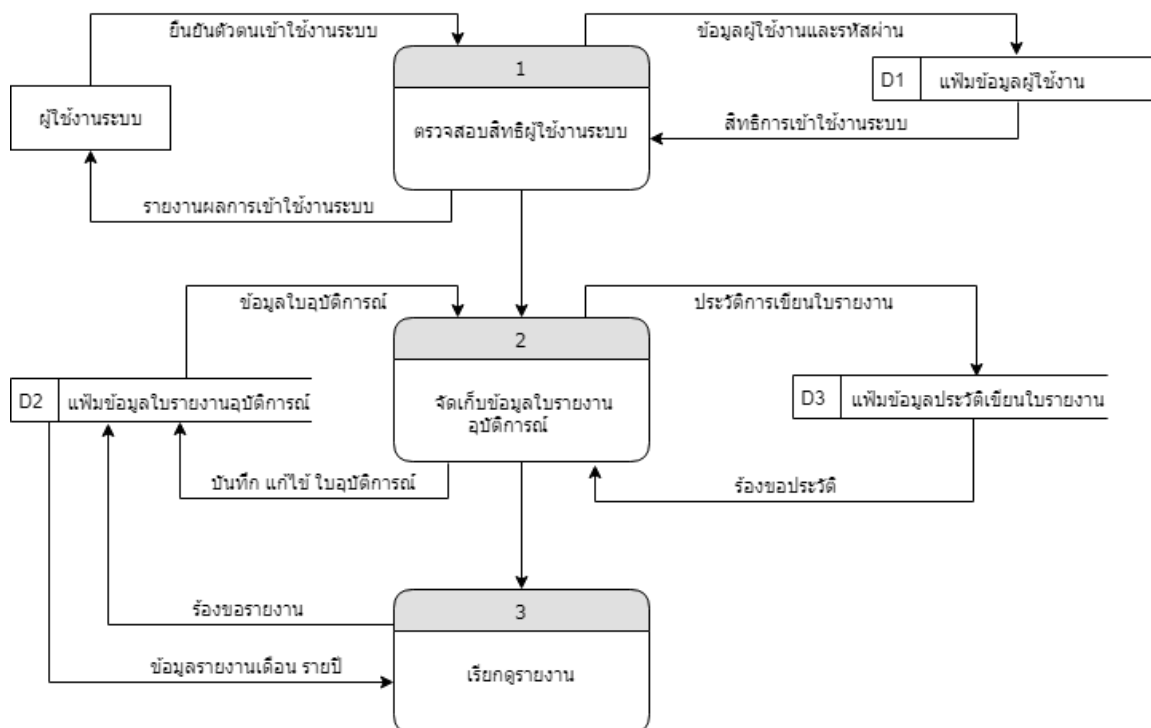 ยืนยันตัวตนเข้าใช้งานระบบ
ข้อมูลผู้ใช้งานและรหัสผ่าน
1
D1 แฟ้มข้อมูลผู้ใช้งาน
ผู้ใช้งานระบบ
ตรวจสอบสิทธิผู้ใช้งานระบบ
สิทธิการเข้าใช้งานระบบ
รายงานผลการเข้าใช้งานระบบ
ข้อมูลใบอุบัติการณ์
ประวัติการเขียนใบรายงาน
2
D2 แฟ้มข้อมูลใบรายงานอุบัติการณ์
จัดเก็บข้อมูลใบรายงาน
อุบัติการณ์
D3 แฟ้มข้อมูลประวัติเขียนใบรายงาน
บันทึก แก้ไข้ ใบอุบัติการณ์
ร้องขอประวัติ
ร้องขอรายงาน
3
ข้อมูลรายงานเดือน รายปี
เรียกดูรายงาน